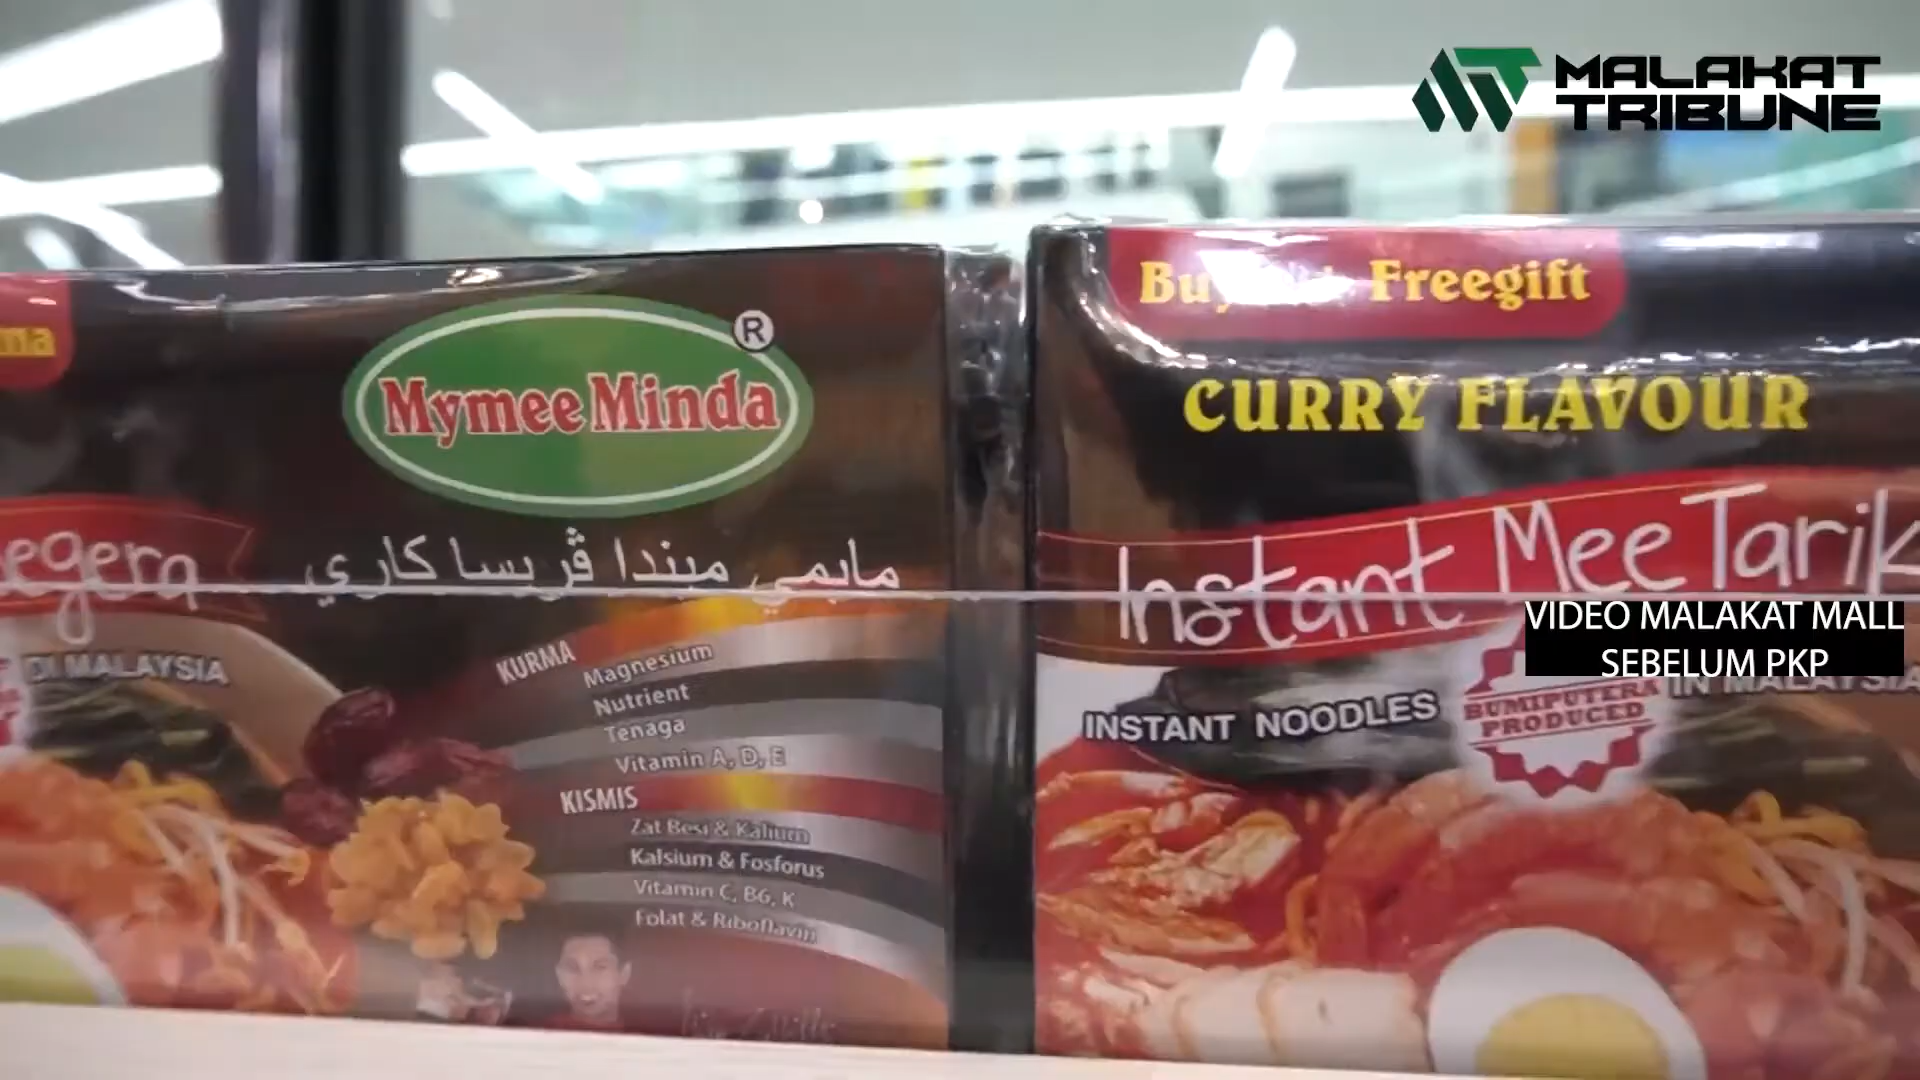 MALAKAT
TRIBUNE
Mymee Minda
®
مايمي ميندا ڤريسا كاري
egera
DI MALAYSIA
KURMA
Magnesium
Nutrient
Tenaga
Vitamin A, D, E
KISMIS
Zat Besi & Kalium
Kalsium & Fosforus
Vitamin C, B6, K
Folat & Riboflavin
Freegift
CURRY FLAVOUR
Instant Mee Tarik
VIDEO MALAKAT MALL
SEBELUM PKP
INSTANT NOODLES
BUMIPUTERA
PRODUCED
IN MALAYSIA